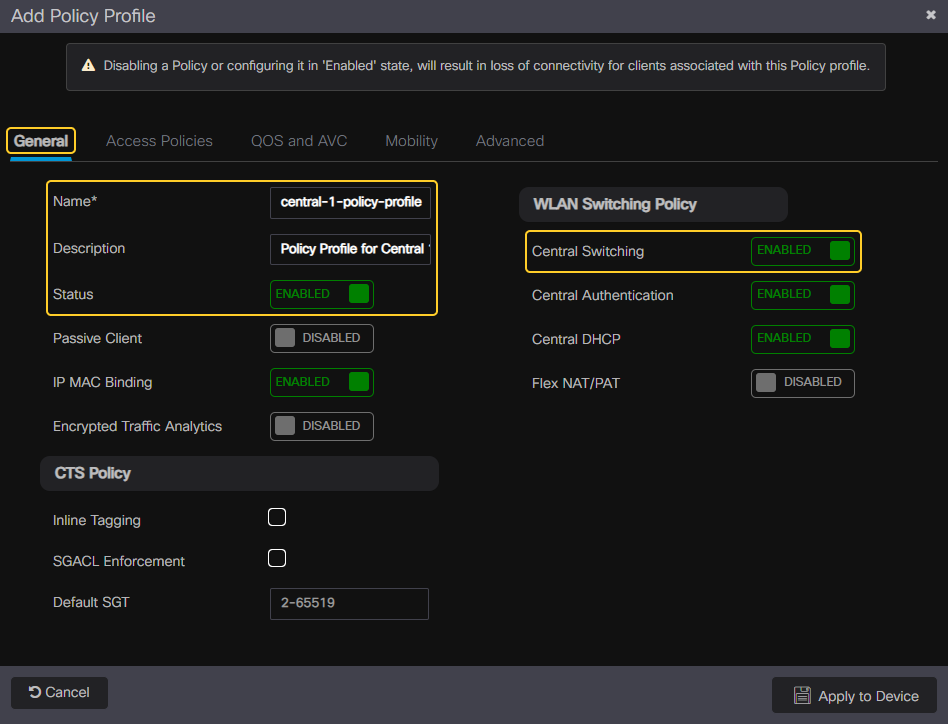 Add Policy Profile
Disabling a Policy or configuring it in 'Enabled' state, will result in loss of connectivity for clients associated with this Policy profile.
General Access Policies QOS and AVC Mobility Advanced
Name* central-1-policy-profile
Description Policy Profile for Central
Status ENABLED
Passive Client DISABLED
IP MAC Binding ENABLED
Encrypted Traffic Analytics DISABLED
CTS Policy
Inline Tagging
SGACL Enforcement
Default SGT 2-65519
WLAN Switching Policy
Central Switching ENABLED
Central Authentication ENABLED
Central DHCP ENABLED
Flex NAT/PAT DISABLED
Cancel Apply to Device